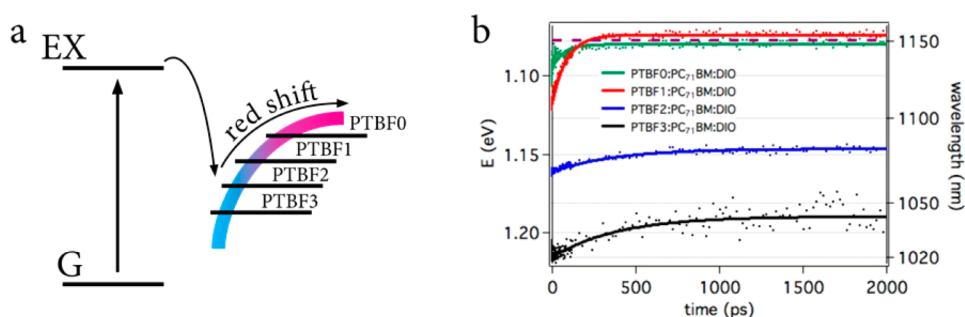 a
EX
G
red shift
PTBF0
PTBF1
PTBF2
PTBF3
b
E (eV)
1.10
1.15
1.20
PTBF0:PC₇₁BM:DIO
PTBF1:PC₇₁BM:DIO
PTBF2:PC₇₁BM:DIO
PTBF3:PC₇₁BM:DIO
1150
1100
1050
1020
wavelength (nm)
0
500
1000
1500
2000
time (ps)